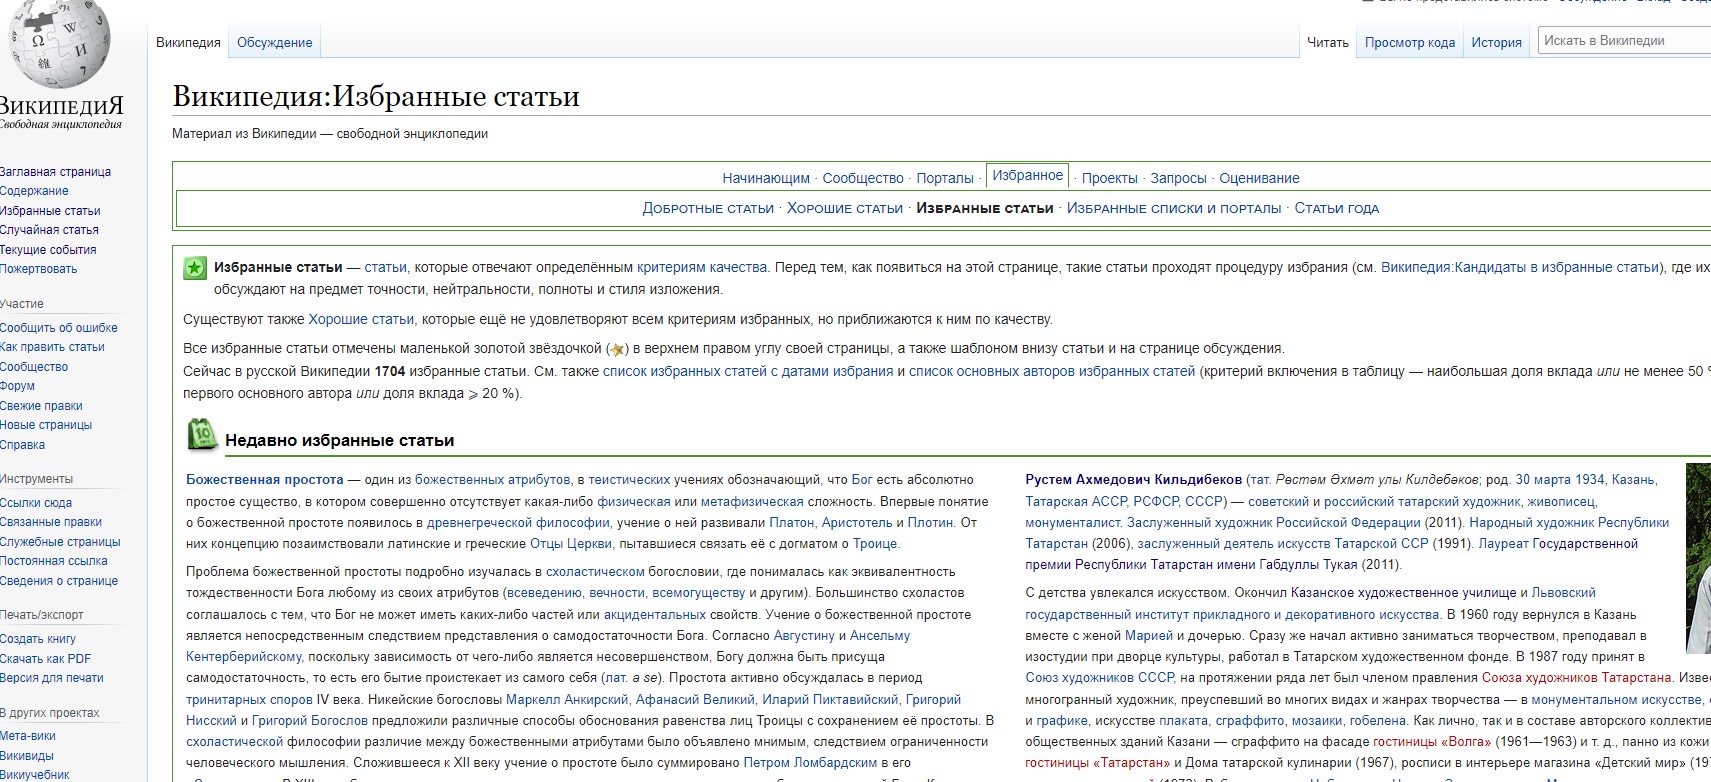 Википедия
Обсуждение
Читать
Просмотр кода
История
Искать в Википедии
ВИКИПЕДИЯ
Свободная энциклопедия
Википедия:Избранные статьи
Материал из Википедии — свободной энциклопедии
Заглавная страница
Содержание
Избранные статьи
Случайная статья
Текущие события
Пожертвовать
Участие
Сообщить об ошибке
Как править статьи
Сообщество
Форум
Свежие правки
Новые страницы
Справка
Инструменты
Ссылки сюда
Связанные правки
Служебные страницы
Постоянная ссылка
Сведения о странице
Печать/экспорт
Создать книгу
Скачать как PDF
Версия для печати
В других проектах
Мета-вики
Викивиды
Викиучебник
Начинающим · Сообщество · Порталы · Избранное · Проекты · Запросы · Оценивание
Добротные статьи · Хорошие статьи · Избранные статьи · Избранные списки и порталы · Статьи года
Избранные статьи — статьи, которые отвечают определённым критериям качества. Перед тем, как появиться на этой странице, такие статьи проходят процедуру избрания (см. Википедия:Кандидаты в избранные статьи), где их
обсуждают на предмет точности, нейтральности, полноты и стиля изложения.
Существуют также Хорошие статьи, которые ещё не удовлетворяют всем критериям избранных, но приближаются к ним по качеству.
Все избранные статьи отмечены маленькой золотой звёздочкой ( ) в верхнем правом углу своей страницы, а также шаблоном внизу статьи и на странице обсуждения.
Сейчас в русской Википедии 1704 избранные статьи. См. также список избранных статей с датами избрания и список основных авторов избранных статей (критерий включения в таблицу — наибольшая доля вклада или не менее 50 %
первого основного автора или доля вклада ⩾ 20 %).
10
Недавно избранные статьи
Божественная простота — один из божественных атрибутов, в теистических учениях обозначающий, что Бог есть абсолютно
простое существо, в котором совершенно отсутствует какая-либо физическая или метафизическая сложность. Впервые понятие
о божественной простоте появилось в древнегреческой философии, учение о ней развивали Платон, Аристотель и Плотин. От
них концепцию позаимствовали латинские и греческие Отцы Церкви, пытавшиеся связать её с догматом о Троице.
Проблема божественной простоты подробно изучалась в схоластическом богословии, где понималась как эквивалентность
тождественности Бога любому из своих атрибутов (всеведению, вечности, всемогуществу и другим). Большинство схоластов
соглашалось с тем, что Бог не может иметь каких-либо частей или акцидентальных свойств. Учение о божественной простоте
является непосредственным следствием представления о самодостаточности Бога. Согласно Августину и Ансельму
Кентерберийскому, поскольку зависимость от чего-либо является несовершенством, Богу должна быть присуща
самодостаточность, то есть его бытие проистекает из самого себя (лат. a se). Простота активно обсуждалась в период
тринитарных споров IV века. Никейские богословы Маркелл Анкирский, Афанасий Великий, Иларий Пиктавийский, Григорий
Нисский и Григорий Богослов предложили различные способы обоснования равенства лиц Троицы с сохранением её простоты. В
схоластической философии различие между божественными атрибутами было объявлено мнимым, следствием ограниченности
человеческого мышления. Сложившееся к XII веку учение о простоте было суммировано Петром Ломбардским в его
Рустем Ахмедович Кильдибеков (тат. Рөстәм Әхмәт улы Килдебәков; род. 30 марта 1934, Казань,
Татарская АССР, РСФСР, СССР) — советский и российский татарский художник, живописец,
монументалист. Заслуженный художник Российской Федерации (2011). Народный художник Республики
Татарстан (2006), заслуженный деятель искусств Татарской ССР (1991). Лауреат Государственной
премии Республики Татарстан имени Габдуллы Тукая (2011).
С детства увлекался искусством. Окончил Казанское художественное училище и Львовский
государственный институт прикладного и декоративного искусства. В 1960 году вернулся в Казань
вместе с женой Марией и дочерью. Сразу же начал активно заниматься творчеством, преподавал в
изостудии при дворце культуры, работал в Татарском художественном фонде. В 1987 году принят в
Союз художников СССР, на протяжении ряда лет был членом правления Союза художников Татарстана.
многогранный художник, преуспевший во многих видах и жанрах творчества — в монументальном искусстве,
и графике, искусстве плаката, сграффито, мозаики, гобелена. Как лично, так и в составе авторского
общественных зданий Казани — сграффито на фасаде гостиницы «Волга» (1961—1963) и т. д., панно из кожи
гостиницы «Татарстан» и Дома татарской кулинарии (1967), росписи в интерьере магазина «Детский мир»